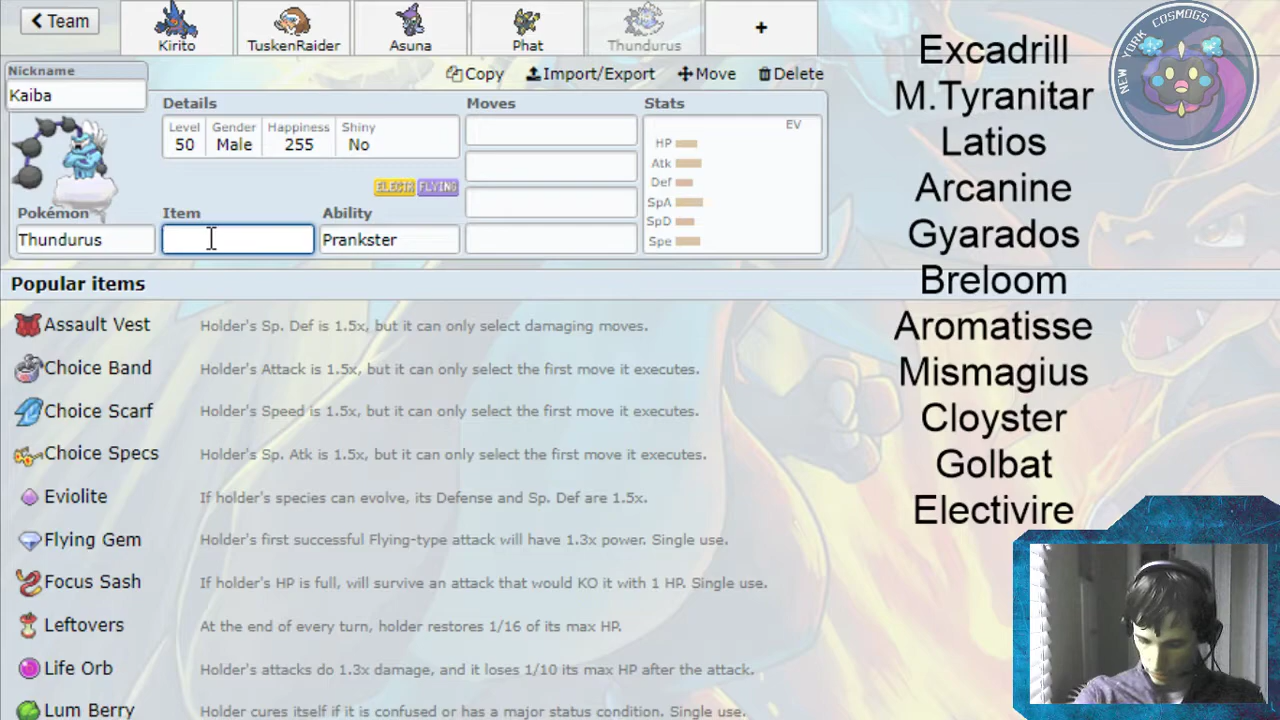 Team
Kirito
TuskenRaider
Asuna
Phat
Thundurus
+
Nickname
Kaiba
Copy
Import/Export
Move
Delete
Details
Moves
Stats
Level
50
Gender
Male
Happiness
255
Shiny
No
ELECTR FLYING
EV
HP
Atk
Def
SpA
SpD
Spe
Pokémon
Thundurus
Item
Ability
Prankster
Popular items
Assault Vest Holder's Sp. Def is 1.5x, but it can only select damaging moves.
Choice Band Holder's Attack is 1.5x, but it can only select the first move it executes.
Choice Scarf Holder's Speed is 1.5x, but it can only select the first move it executes.
Choice Specs Holder's Sp. Atk is 1.5x, but it can only select the first move it executes.
Eviolite If holder's species can evolve, its Defense and Sp. Def are 1.5x.
Flying Gem Holder's first successful Flying-type attack will have 1.3x power. Single use.
Focus Sash If holder's HP is full, will survive an attack that would KO it with 1 HP. Single use.
Leftovers At the end of every turn, holder restores 1/16 of its max HP.
Life Orb Holder's attacks do 1.3x damage, and it loses 1/10 its max HP after the attack.
Lum Berry Holder cures itself if it is confused or has a major status condition. Single use.
Excadrill
M.Tyranitar
Latios
Arcanine
Gyarados
Breloom
Aromatisse
Mismagius
Cloyster
Golbat
Electivire
NEW YORK COSMOGS